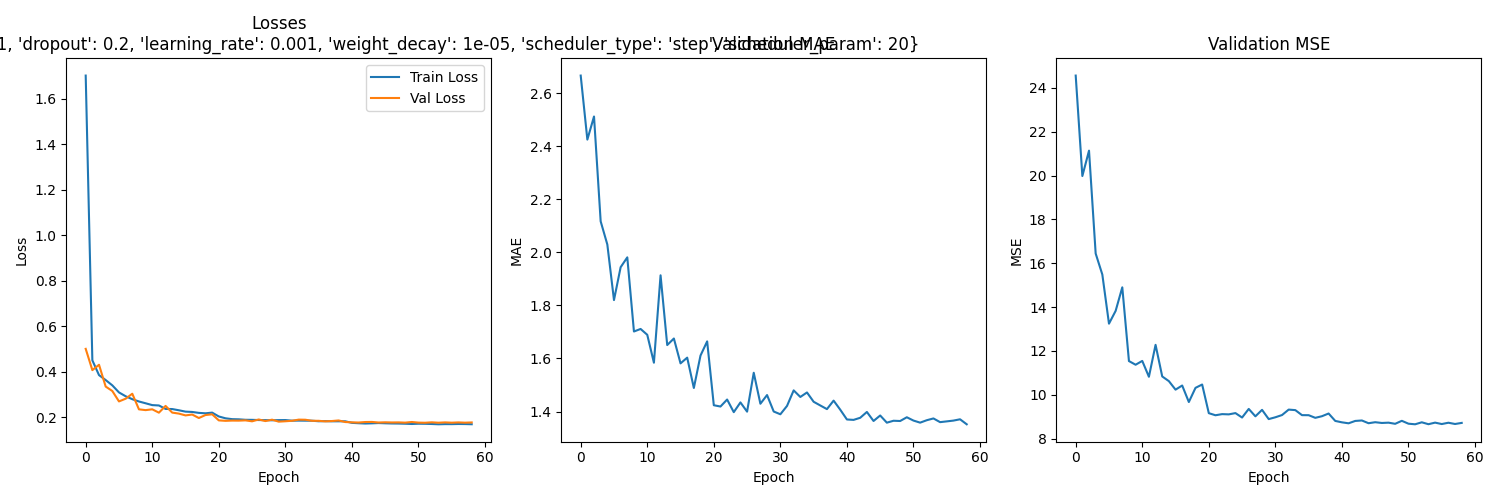 Losses
1, 'dropout': 0.2, 'learning_rate': 0.001, 'weight_decay': 1e-05, 'scheduler_type': 'step', 'scheduler_param': 20}
Validation MAE
Validation MSE
Train Loss
Val Loss
1.6
1.4
1.2
1.0
0.8
0.6
0.4
0.2
Loss
0 10 20 30 40 50 60
Epoch
2.6
2.4
2.2
2.0
1.8
1.6
1.4
MAE
0 10 20 30 40 50 60
Epoch
24
22
20
18
16
14
12
10
8
MSE
0 10 20 30 40 50 60
Epoch